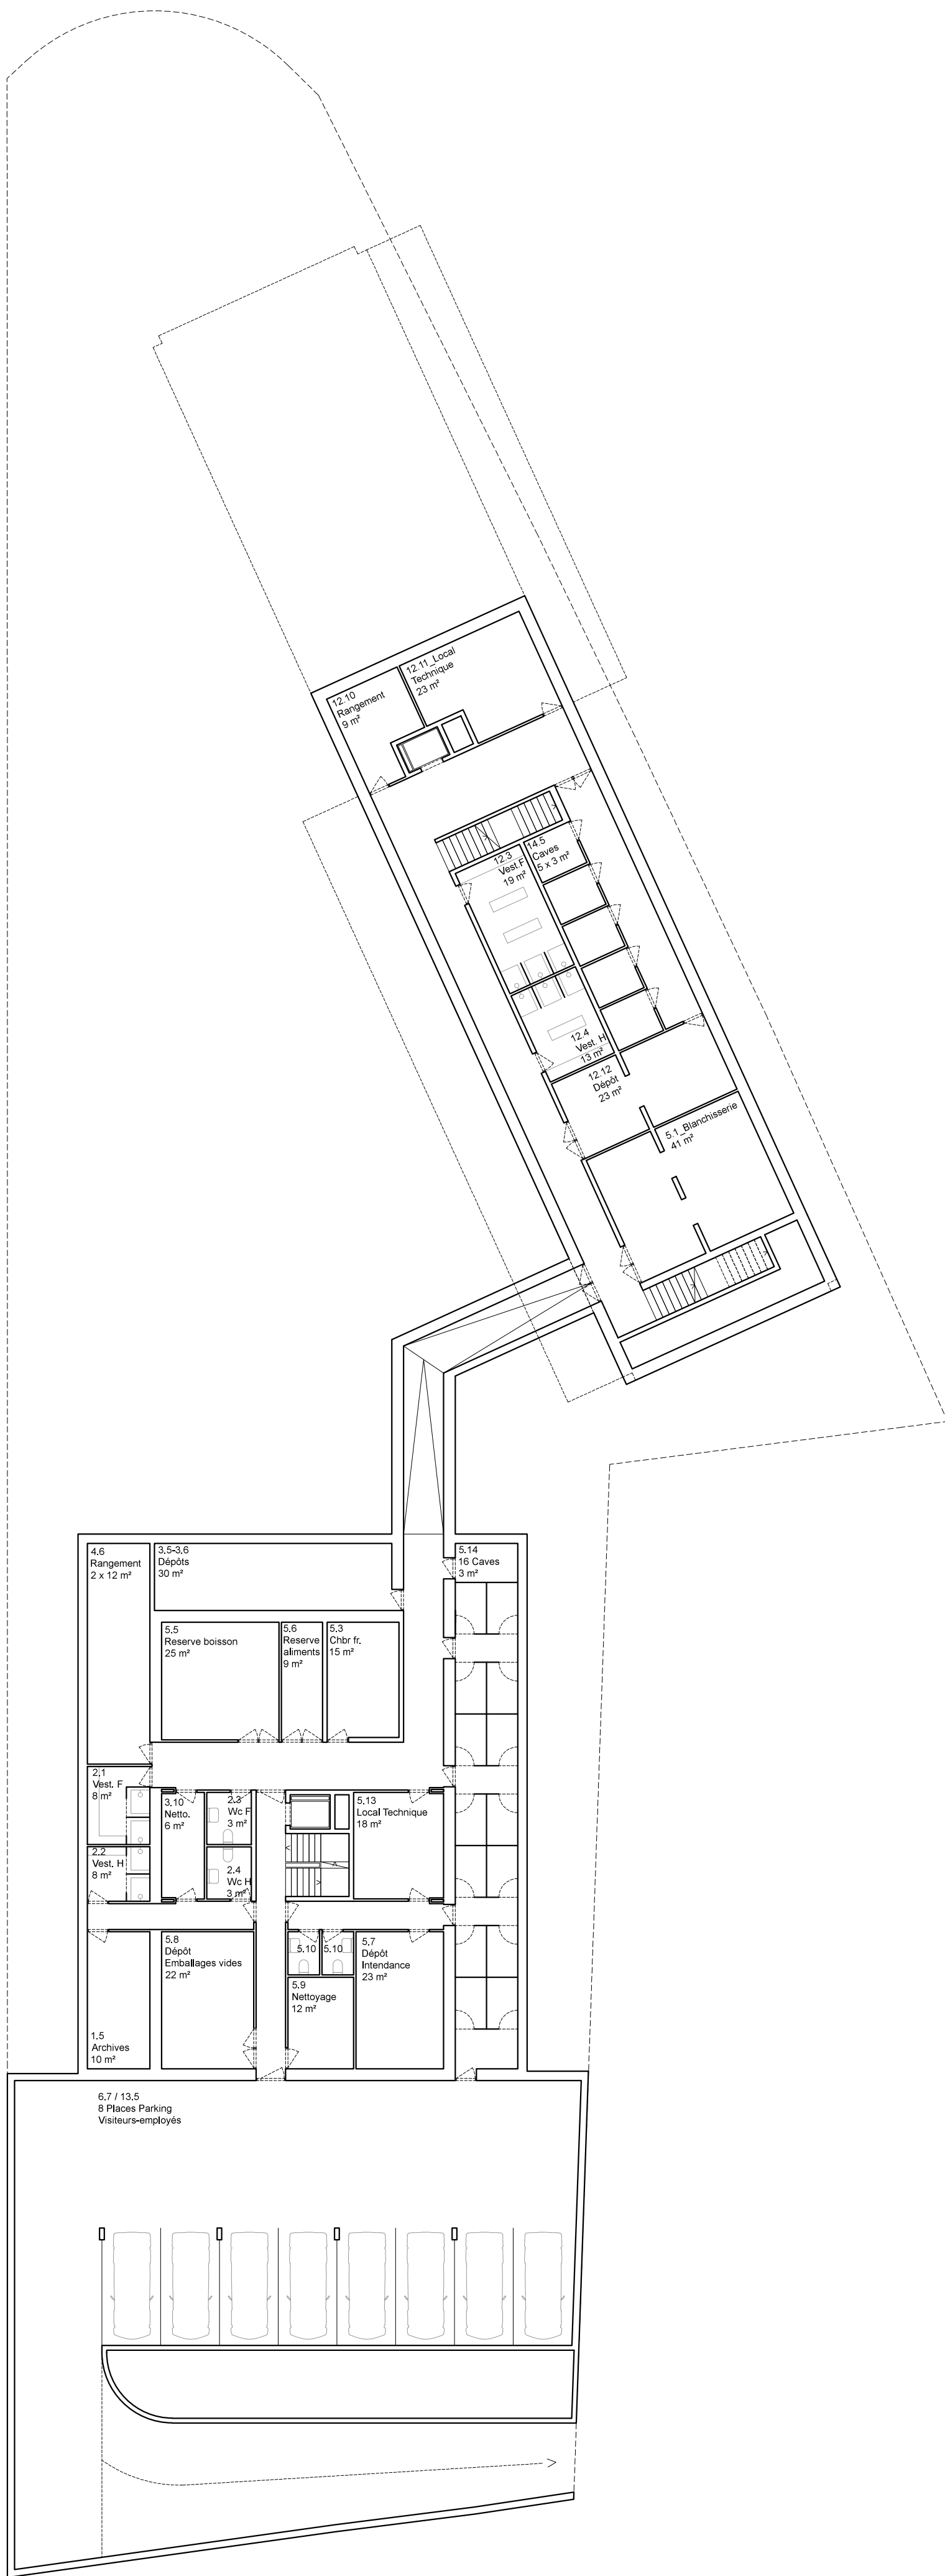 12.11_Local
Technique
23 m²
12.10
Rangement
9 m²
14.5
Caves
5 x 3 m²
12.3
Vest F
19 m²
12.4
Vest. H
13 m²
12.12
Dépôt
23 m²
5.1_Blanchisserie
41 m²
4.6
Rangement
2 x 12 m²
3.5-3.6
Dépôts
30 m²
5.14
16 Caves
3 m²
5.5
Reserve boisson
25 m²
5.6
Reserve
aliments
9 m²
5.3
Chbr fr.
15 m²
2.1
Vest. F
8 m²
3.10
Netto.
6 m²
2.3
Wc F
3 m²
5.13
Local Technique
18 m²
2.2
Vest. H
8 m²
2.4
Wc H
3 m²
5.8
Dépôt
Emballages vides
22 m²
5.10
5.10
5.7
Dépôt
Intendance
23 m²
5.9
Nettoyage
12 m²
1.5
Archives
10 m²
6.7 / 13.5
8 Places Parking
Visiteurs-employés